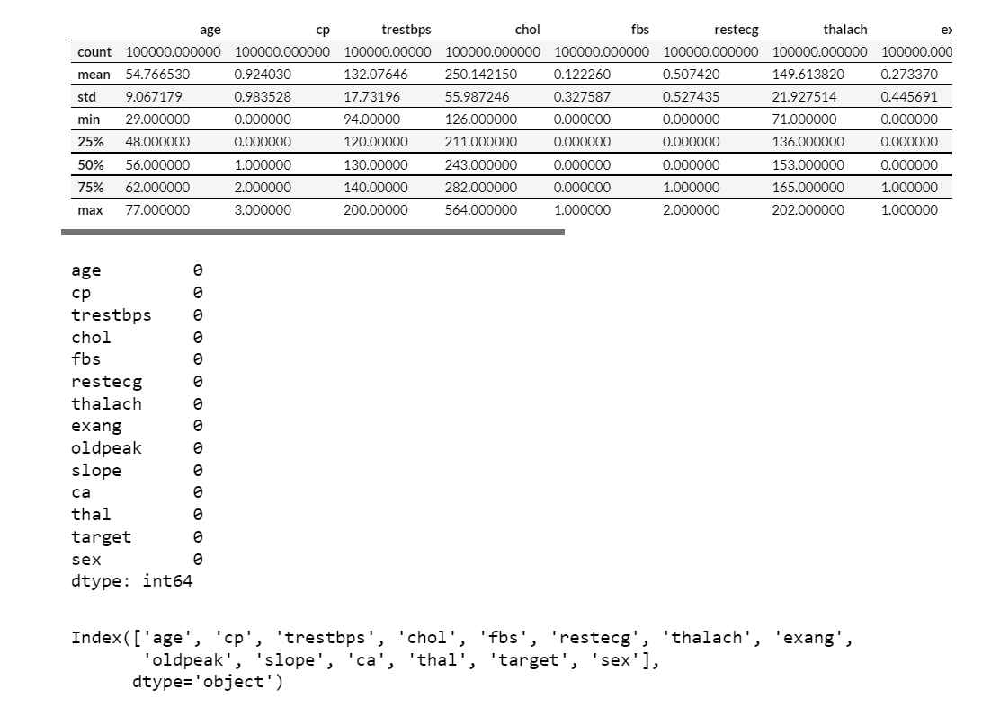 age cp trestbps chol fbs restecg thalach ex
count 100000.000000 100000.000000 100000.00000 100000.000000 100000.000000 100000.000000 100000.000000 100000.000
mean 54.766530 0.924030 132.07646 250.142150 0.122260 0.507420 149.613820 0.273370
std 9.067179 0.983528 17.73196 55.987246 0.327587 0.527435 21.927514 0.445691
min 29.000000 0.000000 94.00000 126.000000 0.000000 0.000000 71.000000 0.000000
25% 48.000000 0.000000 120.00000 211.000000 0.000000 0.000000 136.000000 0.000000
50% 56.000000 1.000000 130.00000 243.000000 0.000000 0.000000 153.000000 0.000000
75% 62.000000 2.000000 140.00000 282.000000 0.000000 1.000000 165.000000 1.000000
max 77.000000 3.000000 200.00000 564.000000 1.000000 2.000000 202.000000 1.000000
age 0
cp 0
trestbps 0
chol 0
fbs 0
restecg 0
thalach 0
exang 0
oldpeak 0
slope 0
ca 0
thal 0
target 0
sex 0
dtype: int64
Index(['age', 'cp', 'trestbps', 'chol', 'fbs', 'restecg', 'thalach', 'exang',
'oldpeak', 'slope', 'ca', 'thal', 'target', 'sex'],
dtype='object')